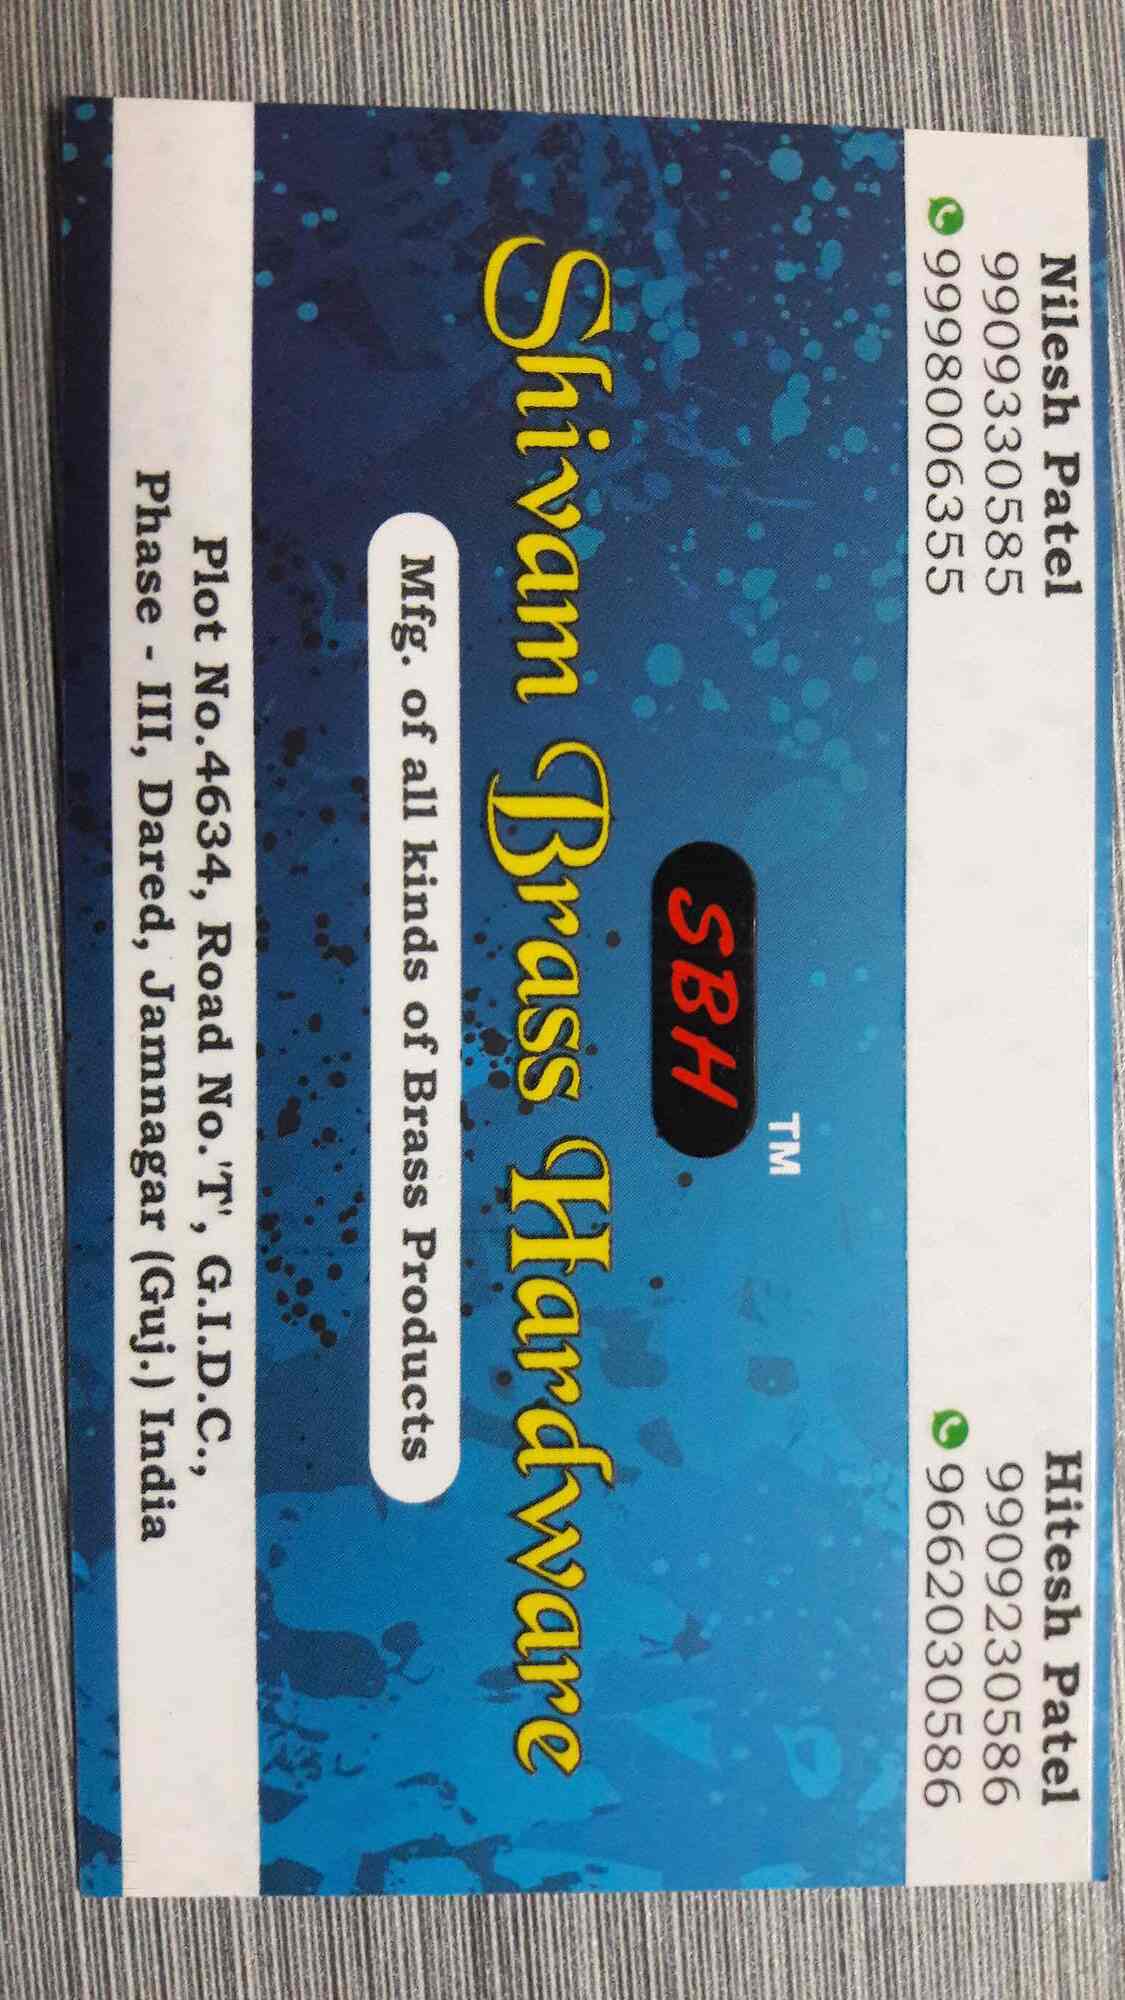 Nilesh Patel
9909330585
9998006355
Hitesh Patel
9909230586
9662030586
TM
SBH
Shivam Brass Hardware
Mfg. of all kinds of Brass Products
Plot No.4634, Road No.'T', G.I.D.C.,
Phase - III, Dared, Jamnagar (Guj.) India